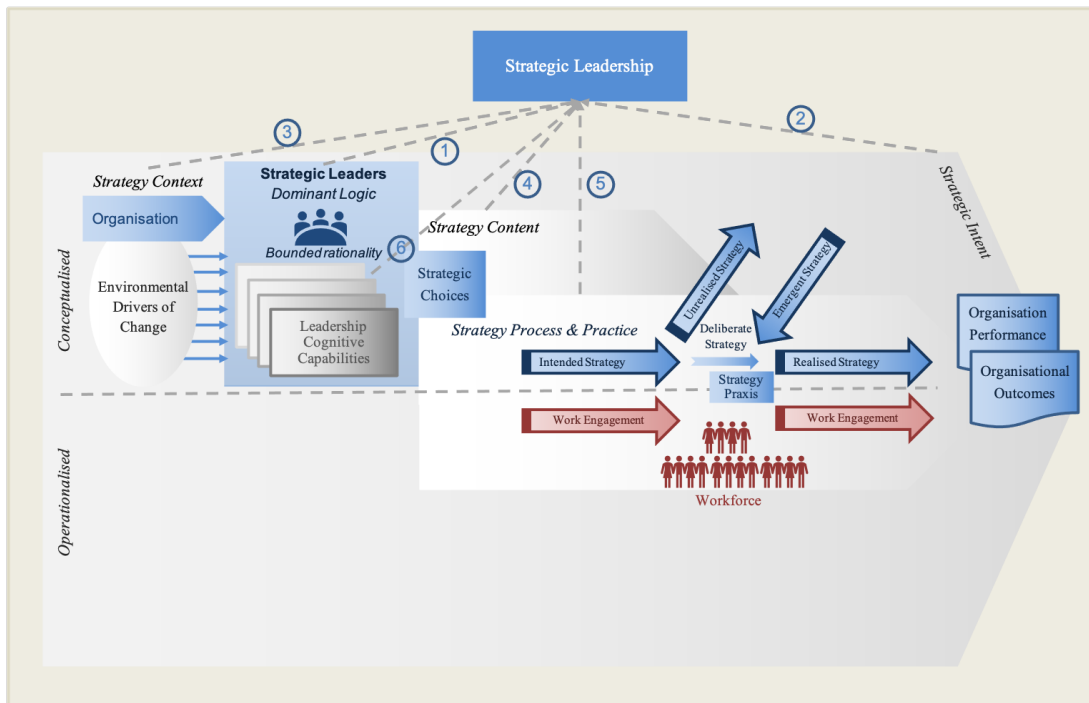 Strategic Leadership
3
1
2
4
5
6
Strategy Context
Organisation
Environmental
Drivers of
Change
Strategic Leaders
Dominant Logic
Bounded rationality
Leadership
Cognitive
Capabilities
Strategy Content
Strategic
Choices
Strategy Process & Practice
Intended Strategy
Unrealised Strategy
Deliberate
Strategy
Emergent Strategy
Strategy
Praxis
Realised Strategy
Work Engagement
Work Engagement
Workforce
Strategic Intent
Organisation
Performance
Organisational
Outcomes
Conceptualised
Operationalised